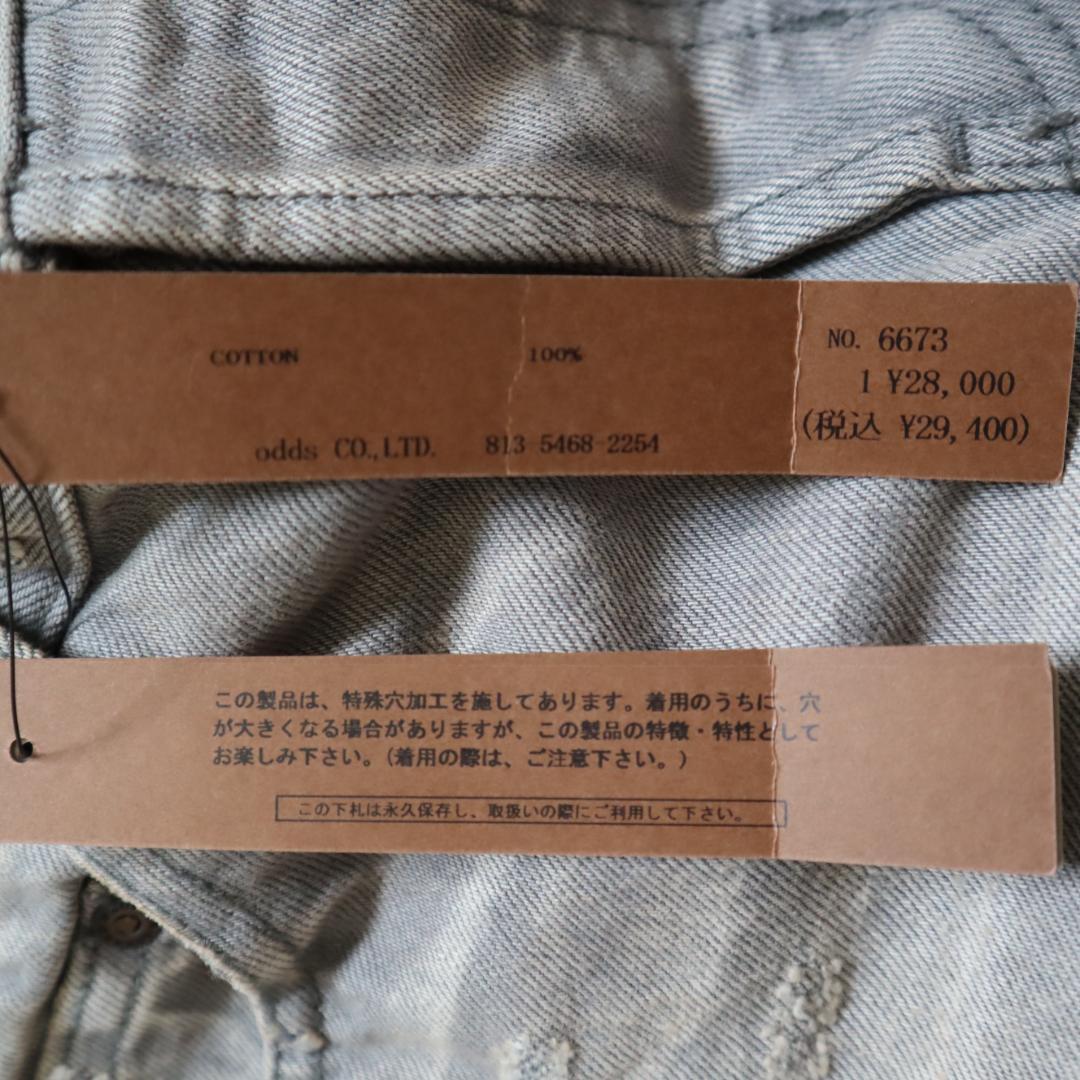 COTTON 100%
odds CO.,LTD. 813-5468-2254
NO. 6673
1 ¥28,000
(税込 ¥29,400)
この製品は、特殊穴加工を施してあります。着用のうちに、穴
が大きくなる場合がありますが、この製品の特徴・特性として
お楽しみ下さい。(着用の際は、ご注意下さい。)
この下札は永久保存し、取扱いの際にご利用して下さい。